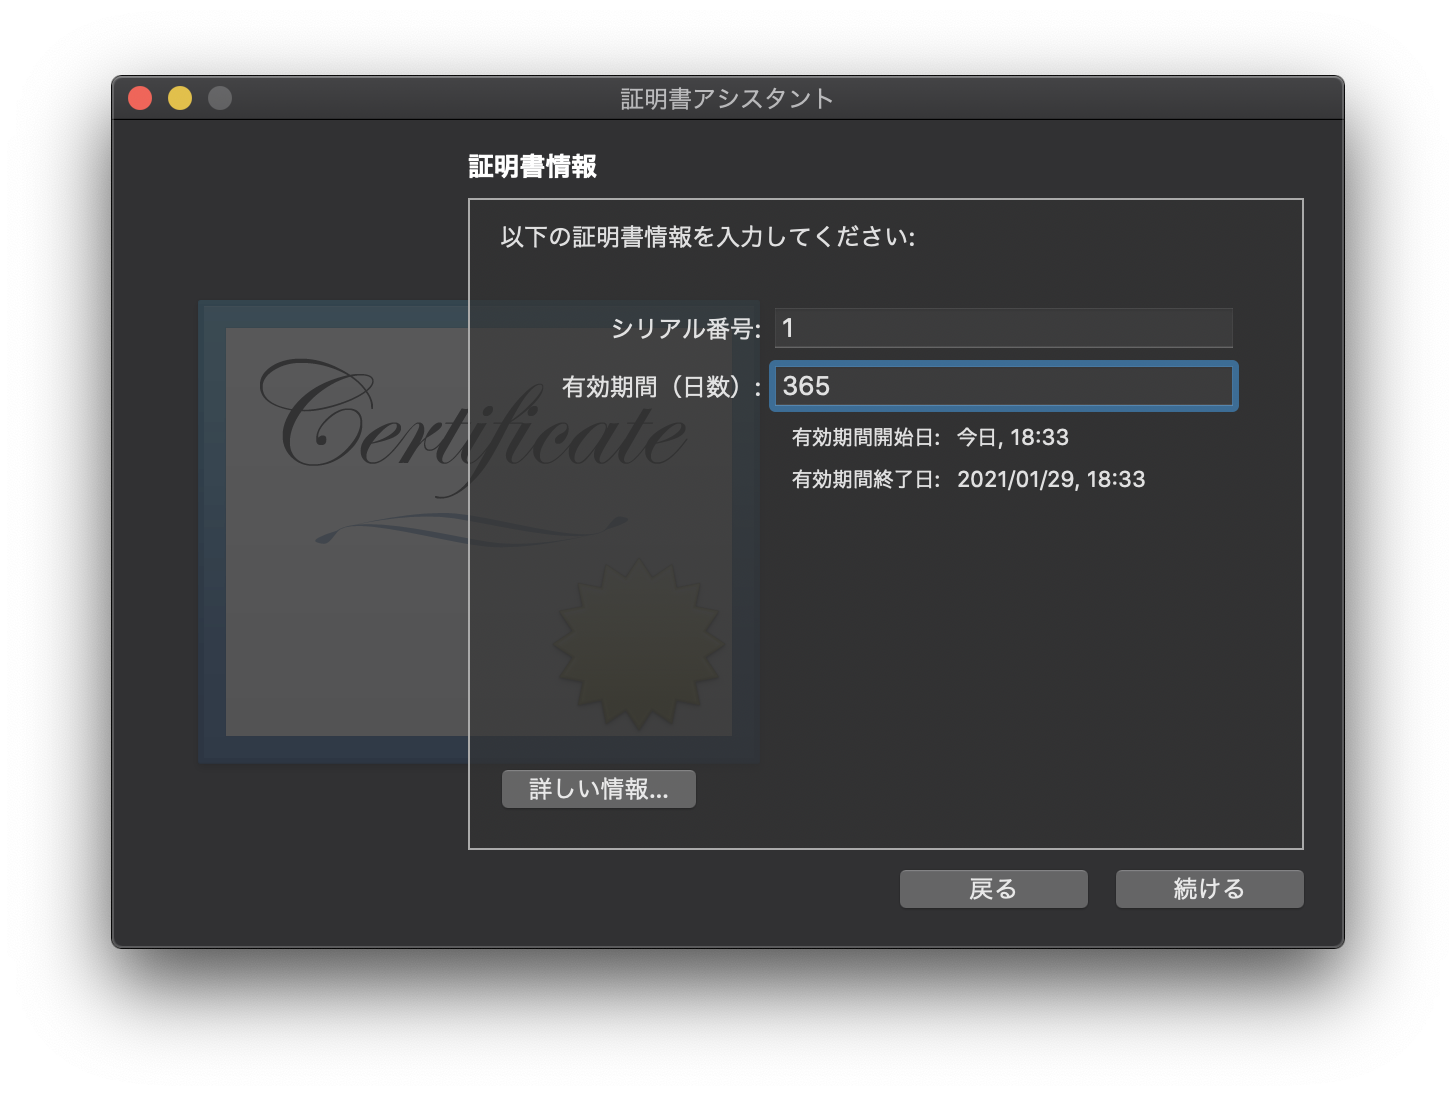 証明書アシスタント
証明書情報
以下の証明書情報を入力してください:
シリアル番号: 1
有効期間（日数）: 365
有効期間開始日: 今日, 18:33
有効期間終了日: 2021/01/29, 18:33
Certificate
詳しい情報...
戻る 続ける